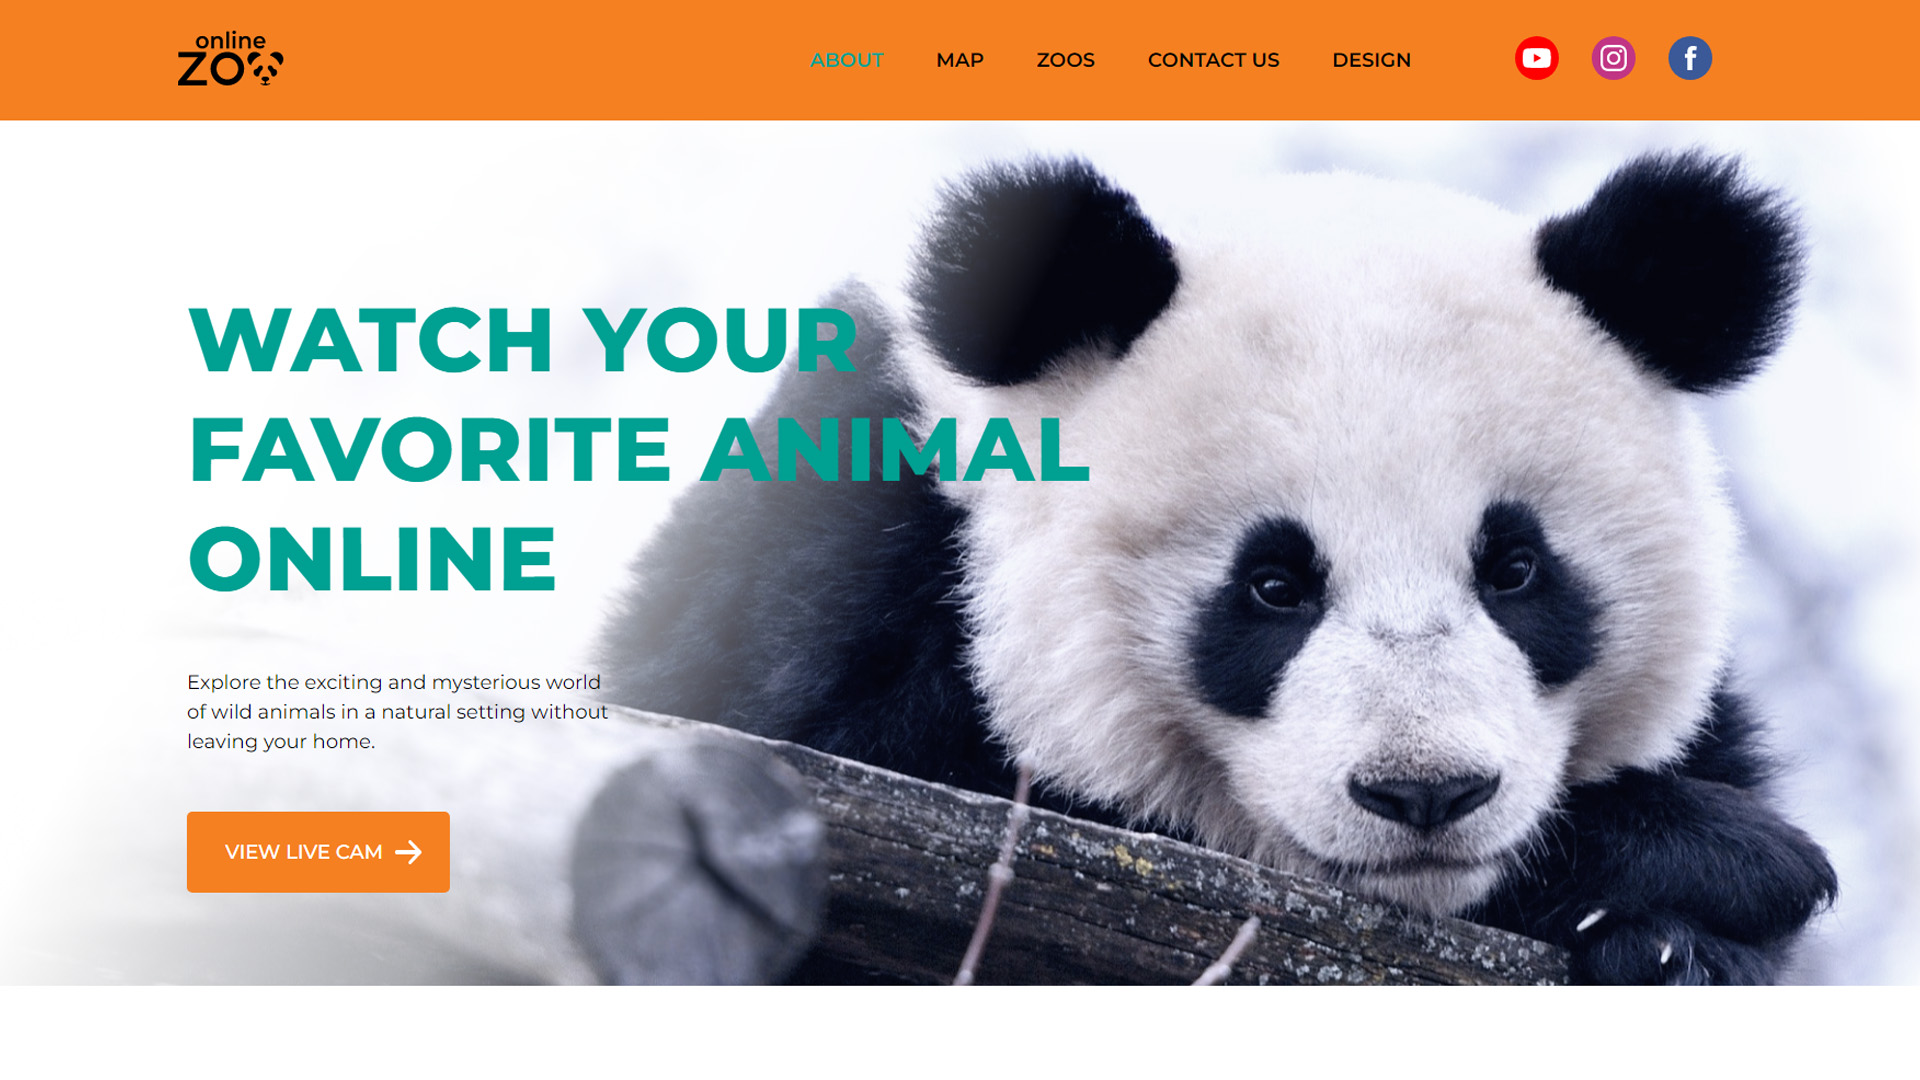 online
ZOO
ABOUT
MAP
ZOOS
CONTACT US
DESIGN
WATCH YOUR
FAVORITE ANIMAL
ONLINE
Explore the exciting and mysterious world
of wild animals in a natural setting without
leaving your home.
VIEW LIVE CAM